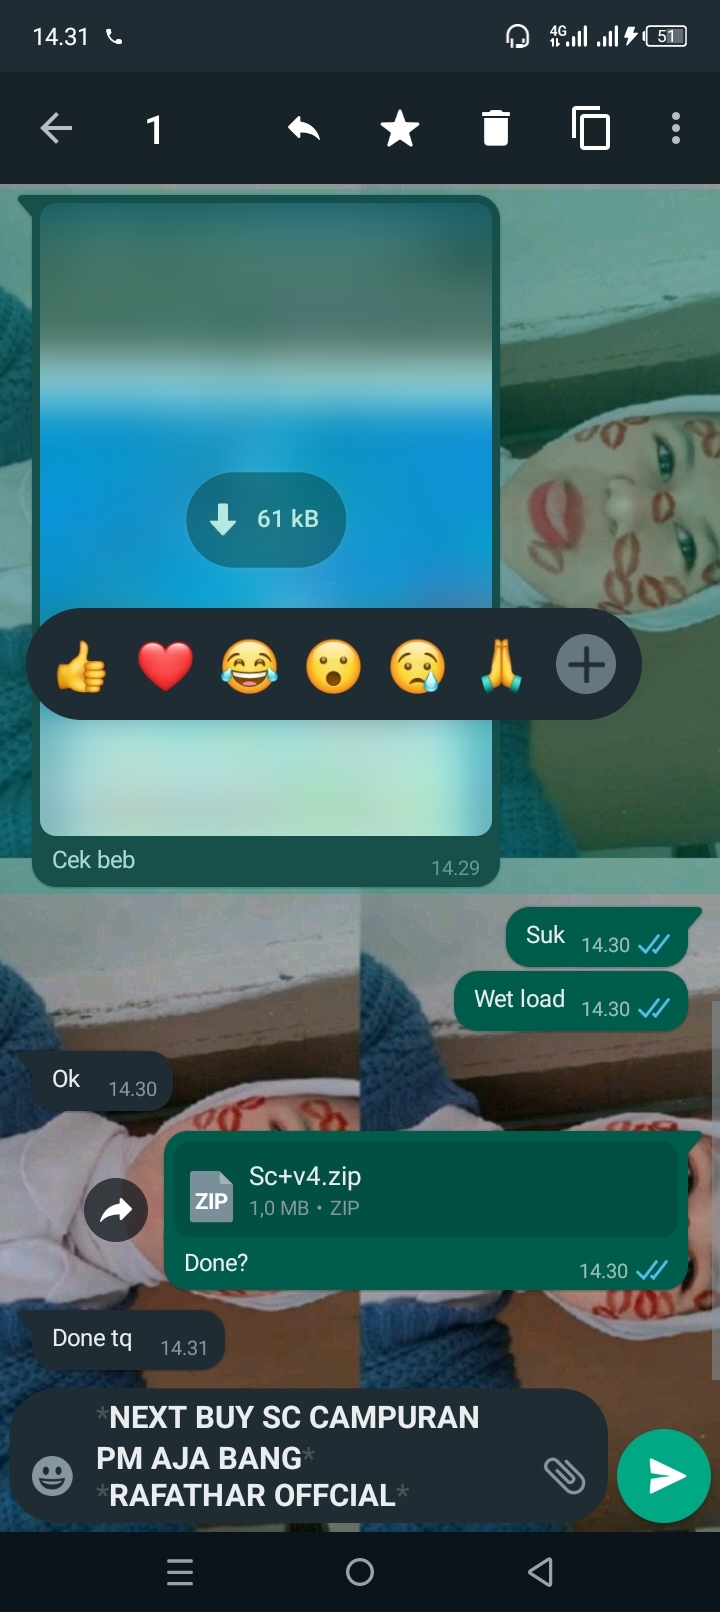 14.31
4G
51
1
61 kB
Cek beb
14.29
Suk 14.30
Wet load 14.30
Ok 14.30
ZIP
Sc+v4.zip
1,0 MB • ZIP
Done?
14.30
Done tq 14.31
*NEXT BUY SC CAMPURAN
PM AJA BANG*
*RAFATHAR OFFCIAL*